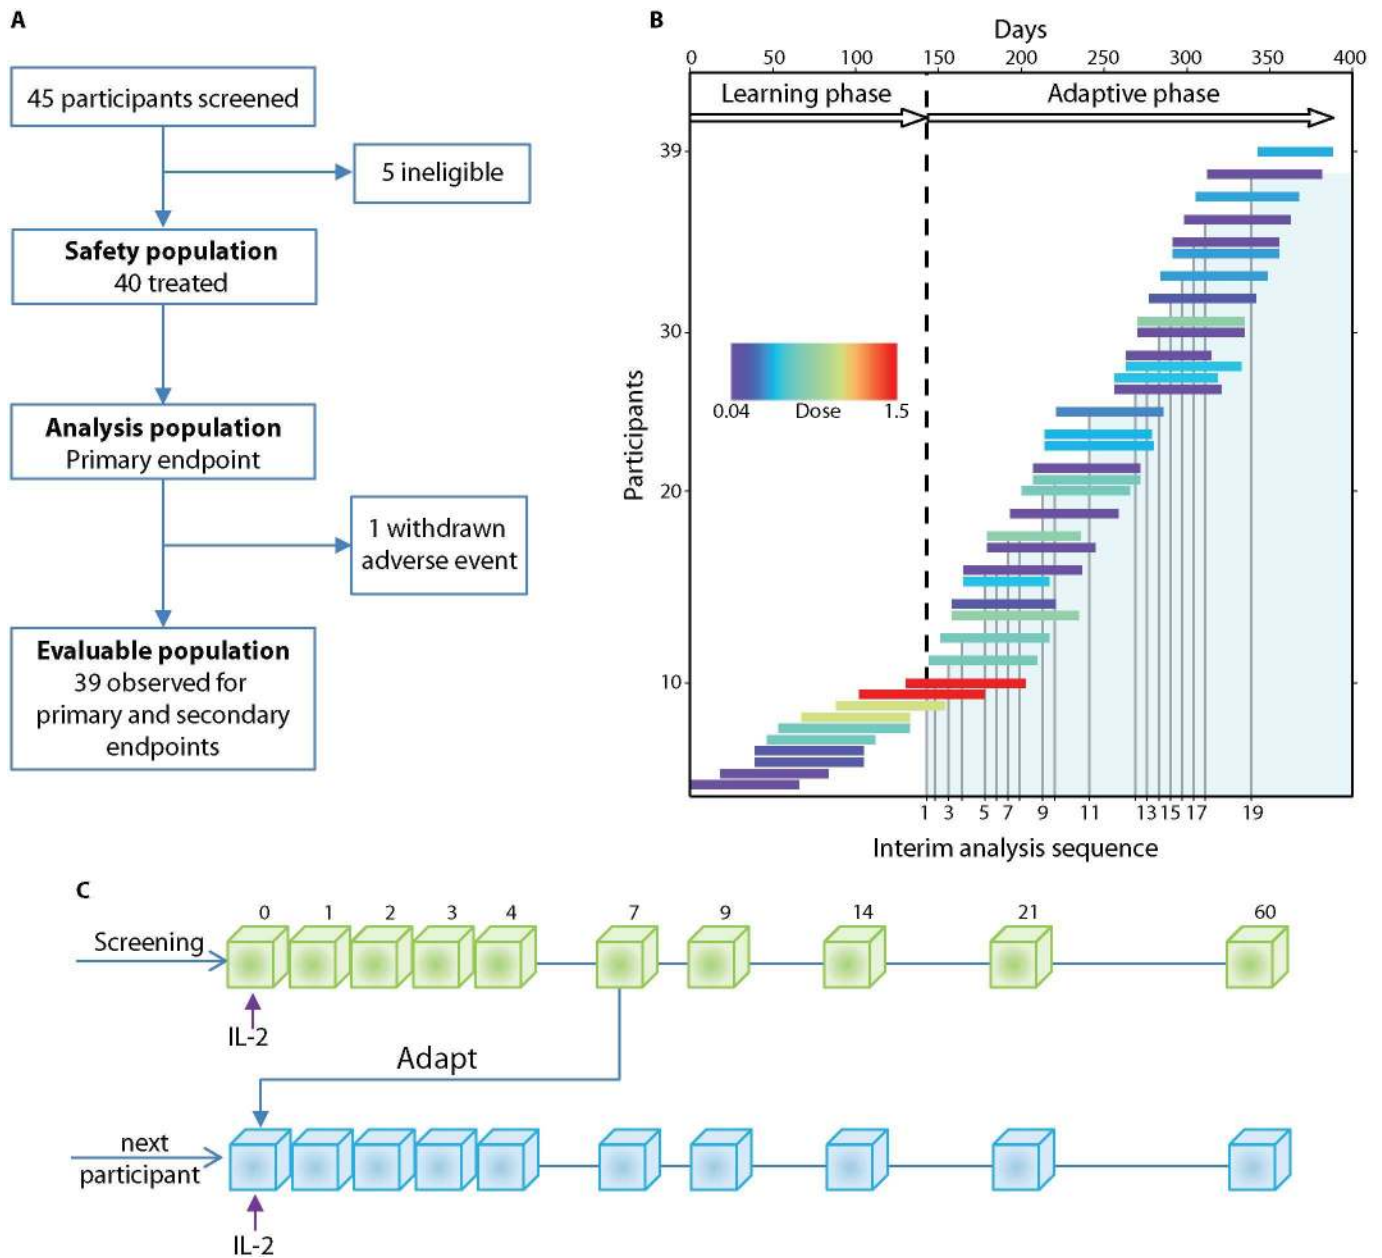 A
45 participants screened
5 ineligible
Safety population
40 treated
Analysis population
Primary endpoint
1 withdrawn
adverse event
Evaluable population
39 observed for
primary and secondary
endpoints
B
Days
0 50 100 150 200 250 300 350 400
Learning phase
Adaptive phase
39
30
20
10
Participants
0.04 Dose 1.5
1 3 5 7 9 11 13 15 17 19
Interim analysis sequence
C
0 1 2 3 4 7 9 14 21 60
Screening
IL-2
Adapt
next
participant
IL-2